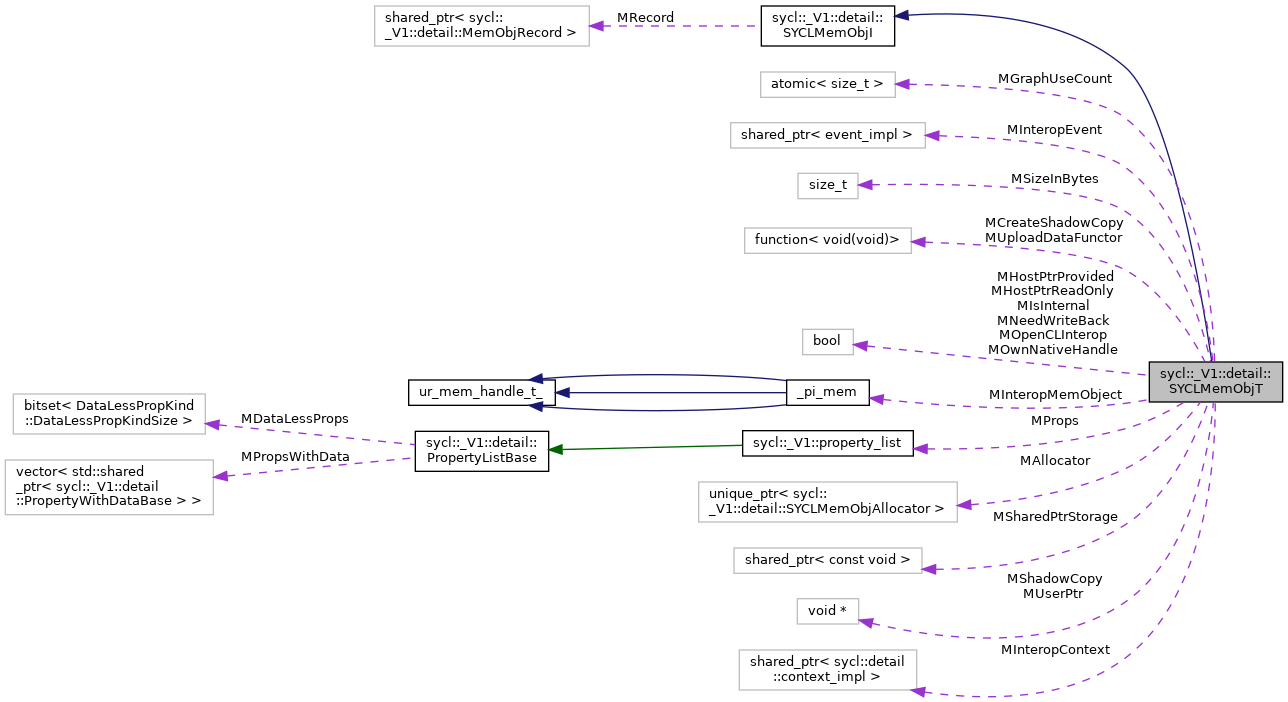 shared_ptr< sycl::
_V1::detail::MemObjRecord >
MRecord
sycl::_V1::detail::
SYCLMemObjI
atomic< size_t >
MGraphUseCount
shared_ptr< event_impl >
MInteropEvent
size_t
MSizeInBytes
function< void(void)>
MCreateShadowCopy
MUploadDataFunctor
bool
MHostPtrProvided
MHostPtrReadOnly
MIsInternal
MNeedWriteBack
MOpenCLInterop
MOwnNativeHandle
sycl::_V1::detail::
SYCLMemObjT
ur_mem_handle_t_
_pi_mem
MInteropMemObject
bitset< DataLessPropKind
::DataLessPropKindSize >
MDataLessProps
vector< std::shared
_ptr< sycl::_V1::detail
::PropertyWithDataBase > >
MPropsWithData
sycl::_V1::detail::
PropertyListBase
sycl::_V1::property_list
MProps
unique_ptr< sycl::
_V1::detail::SYCLMemObjAllocator >
MAllocator
shared_ptr< const void >
MSharedPtrStorage
void *
MShadowCopy
MUserPtr
shared_ptr< sycl::detail
::context_impl >
MInteropContext